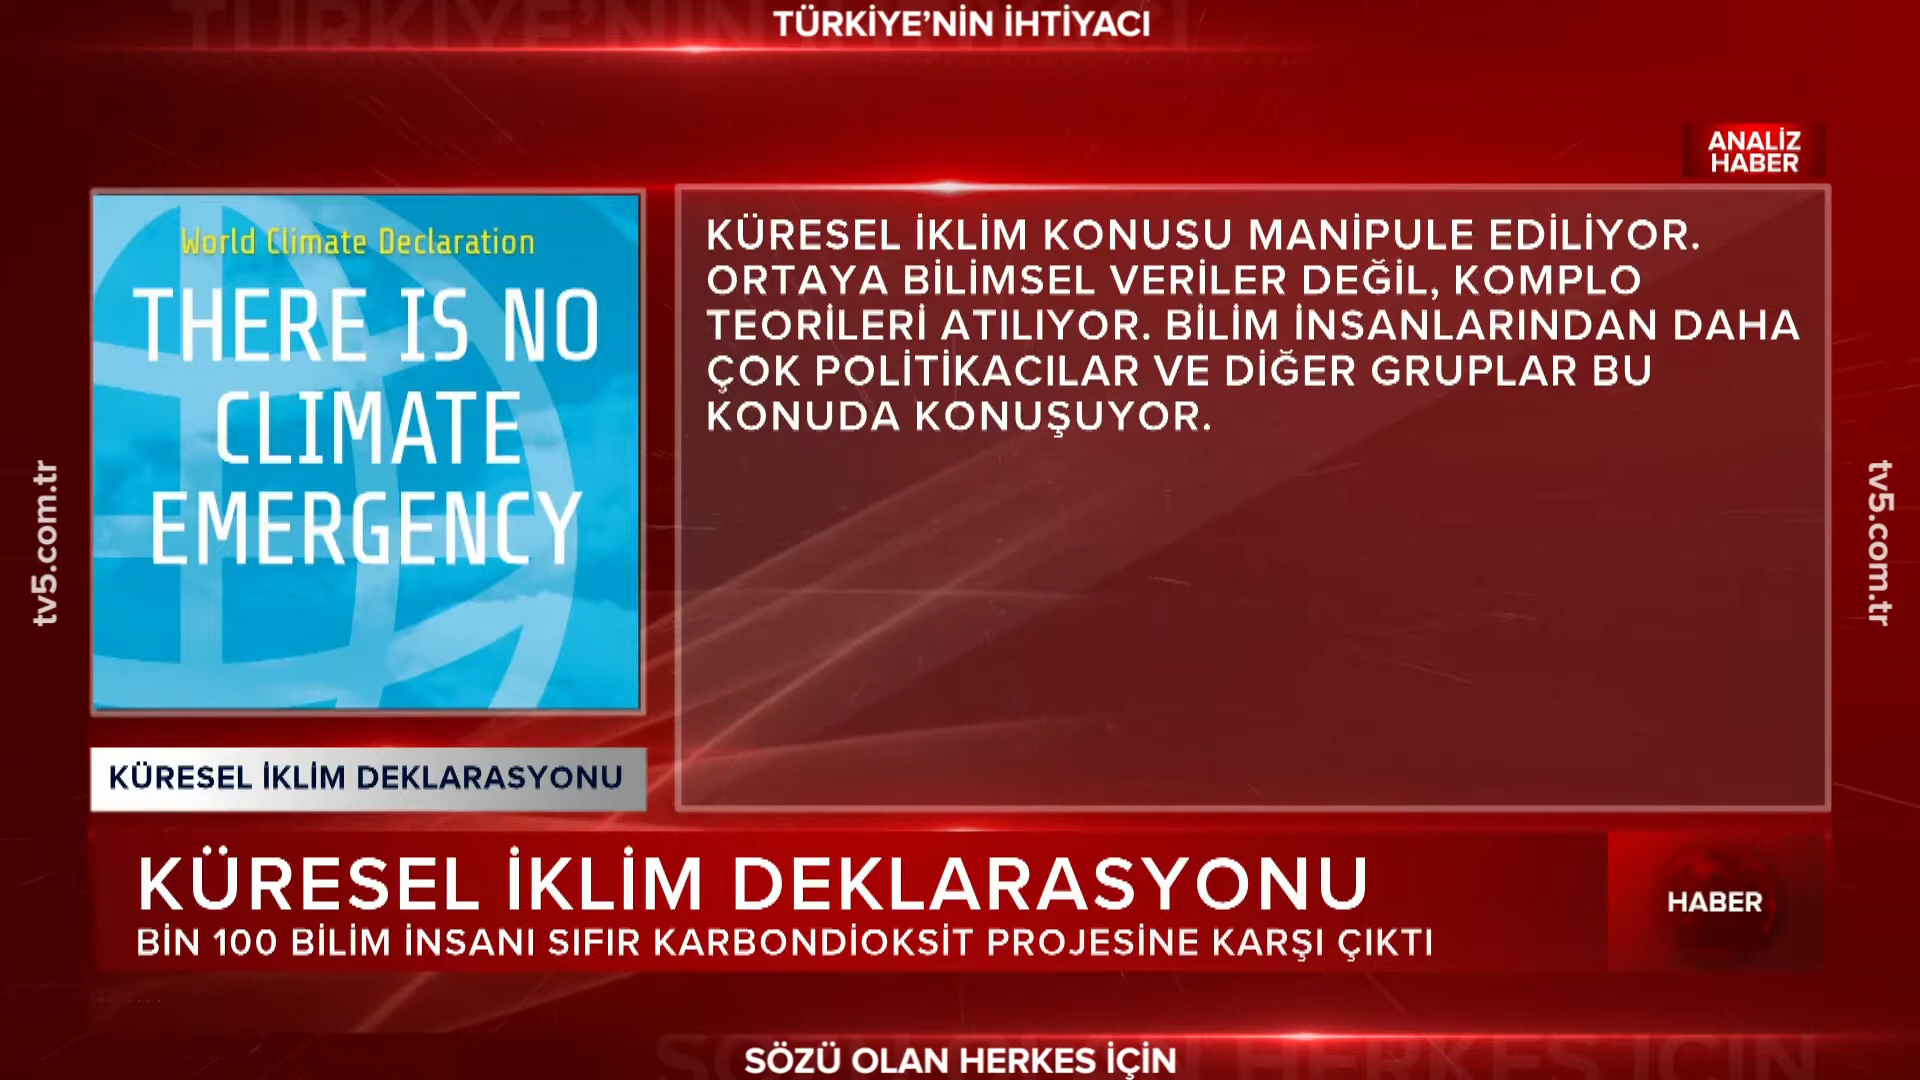 TÜRKİYE’NİN İHTİYACI
ANALİZ
HABER
World Climate Declaration
THERE IS NO
CLIMATE
EMERGENCY
KÜRESEL İKLİM KONUSU MANİPULE EDİLİYOR.
ORTAYA BİLİMSEL VERİLER DEĞİL, KOMPLO
TEORİLERİ ATILIYOR. BİLİM İNSANLARINDAN DAHA
ÇOK POLİTİKACILAR VE DİĞER GRUPLAR BU
KONUDA KONUŞUYOR.
tv5.com.tr
tv5.com.tr
KÜRESEL İKLİM DEKLARASYONU
KÜRESEL İKLİM DEKLARASYONU
BİN 100 BİLİM İNSANI SIFIR KARBONDİOKSİT PROJESİNE KARŞI ÇIKTI
HABER
SÖZÜ OLAN HERKES İÇİN